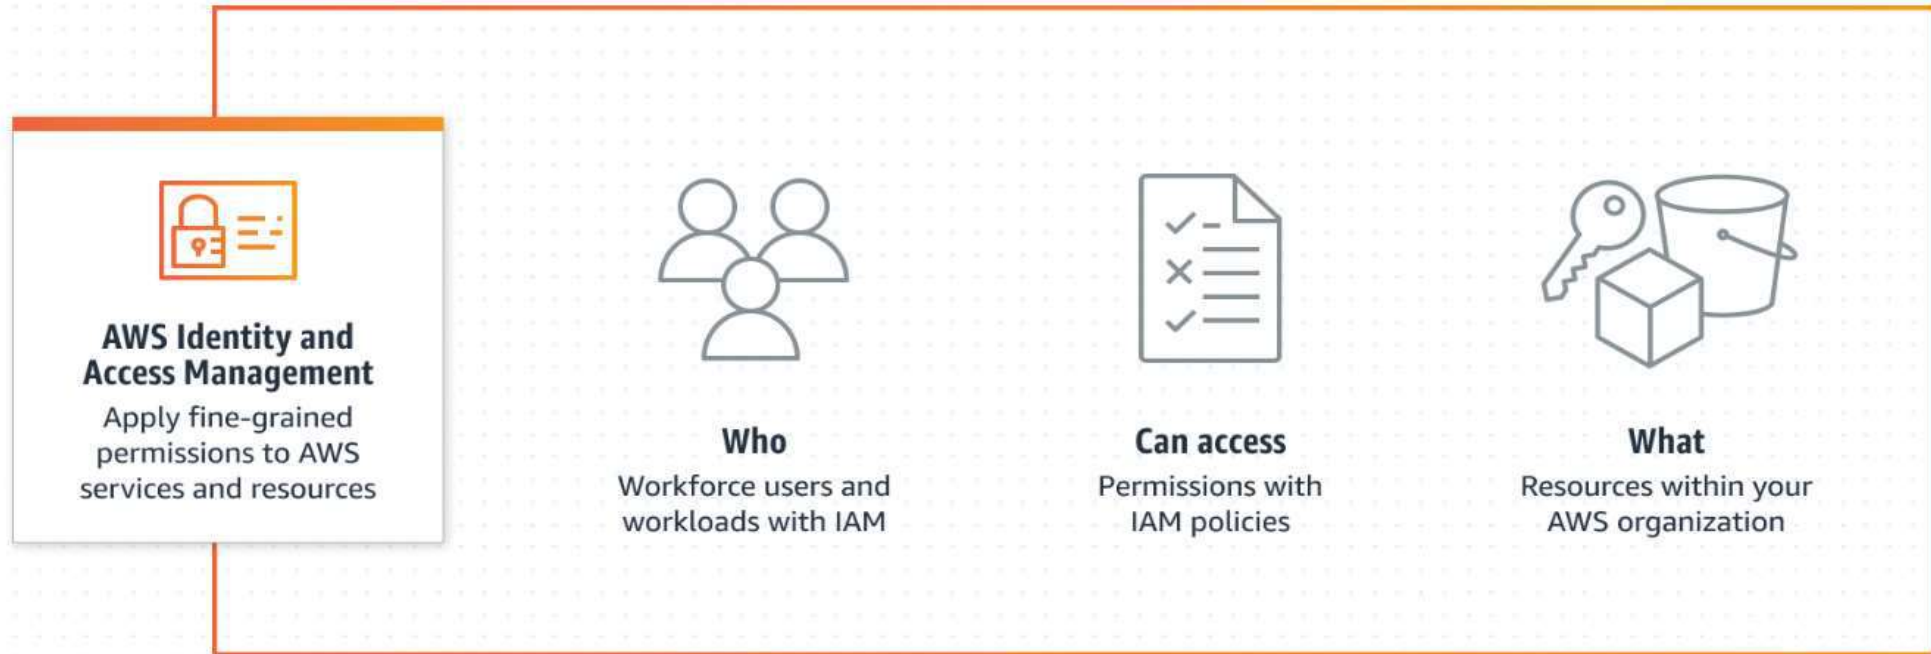 AWS Identity and
Access Management
Apply fine-grained
permissions to AWS
services and resources
Who
Workforce users and
workloads with IAM
Can access
Permissions with
IAM policies
What
Resources within your
AWS organization